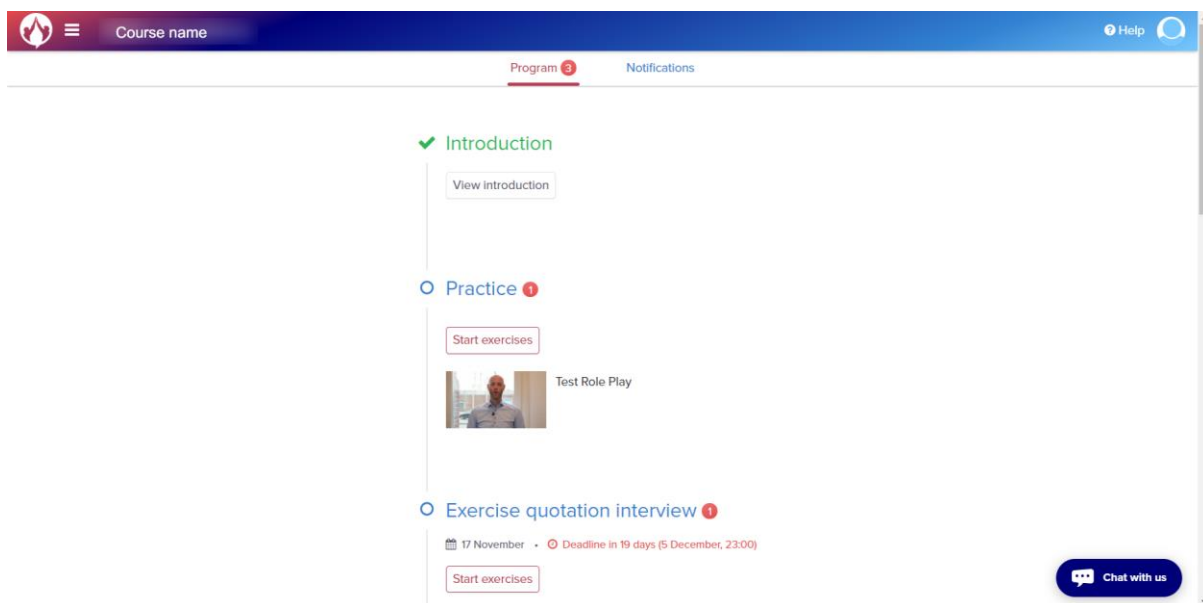 Course name
Help
Program 3
Notifications
Introduction
View introduction
Practice 1
Start exercises
Test Role Play
Exercise quotation interview 1
17 November • Deadline in 19 days (5 December, 23:00)
Start exercises
Chat with us